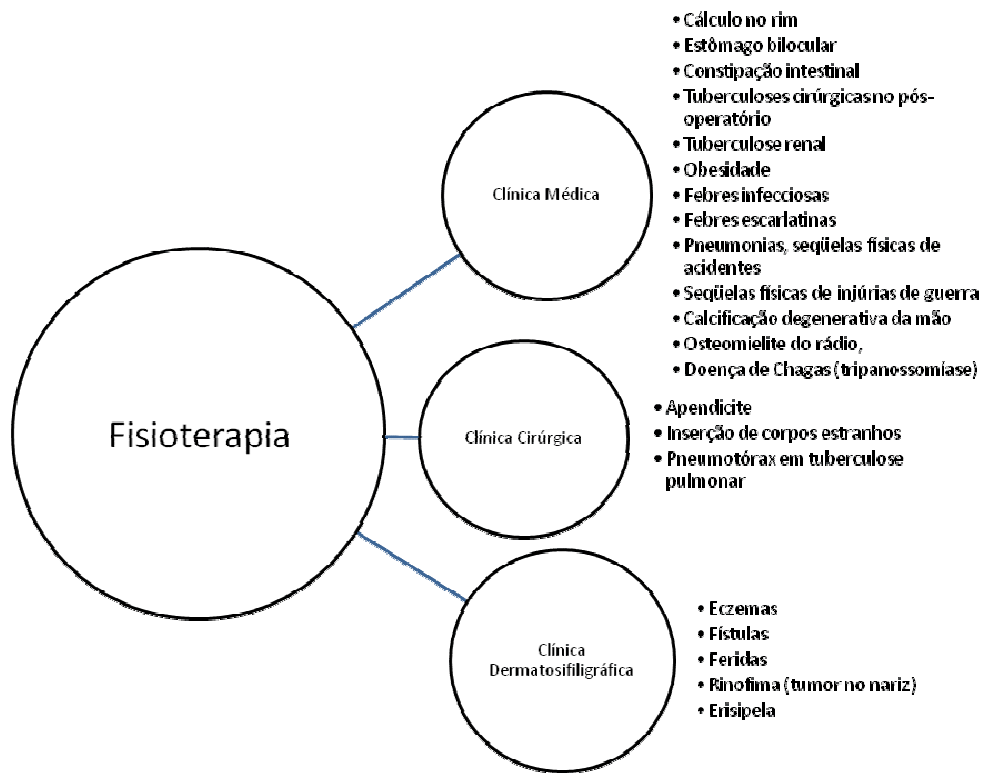 Fisioterapia
Clínica Médica
• Cálculo no rim
• Estômago bilocular
• Constipação intestinal
• Tuberculoses cirúrgicas no pós-
operatório
• Tuberculose renal
• Obesidade
• Febres infecciosas
• Febres escarlatinas
• Pneumonias, seqüelas físicas de
acidentes
• Seqüelas físicas de injúrias de guerra
• Calcificação degenerativa da mão
• Osteomielite do rádio,
• Doença de Chagas (tripanossomíase)
Clínica Cirúrgica
• Apendicite
• Inserção de corpos estranhos
• Pneumotórax em tuberculose
pulmonar
Clínica
Dermatosifiligráfica
• Eczemas
• Fístulas
• Feridas
• Rinofima (tumor no nariz)
• Erisipela